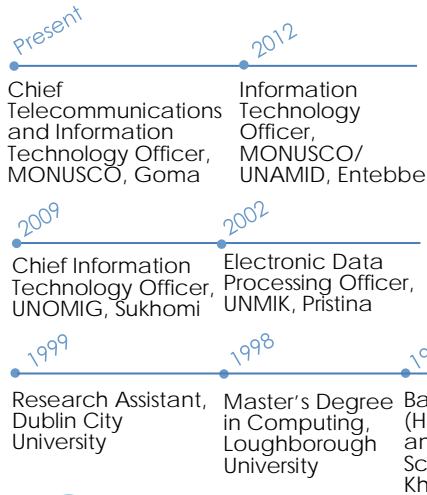 Present
2012
Chief
Telecommunications
and Information
Technology Officer,
MONUSCO, Goma
Information
Technology
Officer,
MONUSCO/
UNAMID, Entebbe
2009
2002
Chief Information
Technology Officer,
UNOMIG, Sukhomi
Electronic Data
Processing Officer,
UNMIK, Pristina
1999
1998
Research Assistant,
Dublin City
University
Master's Degree
in Computing,
Loughborough
University